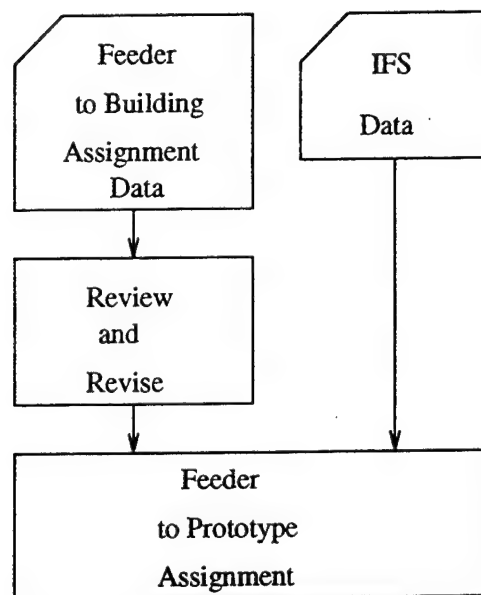 Feeder
to Building
Assignment
Data
IFS
Data
Review
and
Revise
Feeder
to Prototype
Assignment